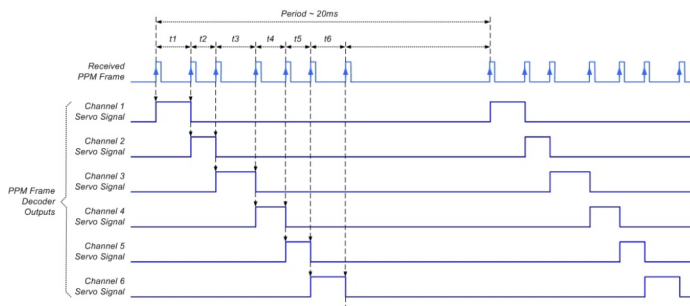 Period ~ 20ms
t1 t2 t3 t4 t5 t6
Received
PPM Frame
Channel 1
Servo Signal
Channel 2
Servo Signal
Channel 3
Servo Signal
PPM Frame
Decoder
Outputs
Channel 4
Servo Signal
Channel 5
Servo Signal
Channel 6
Servo Signal